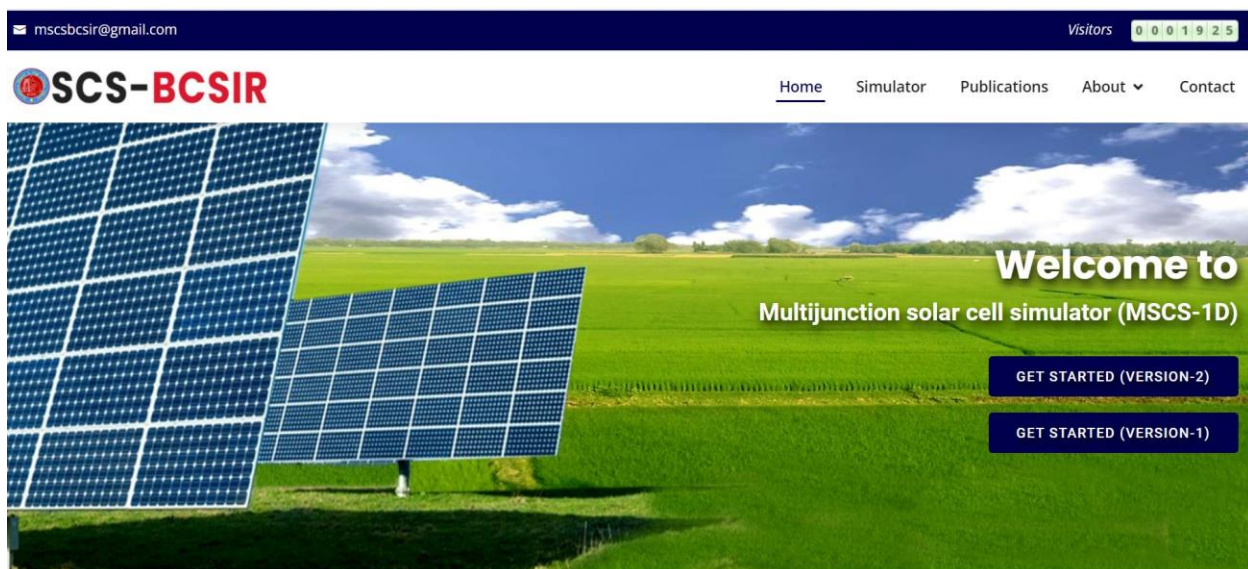 mscsbcsir@gmail.com
Visitors 0001925
SCS-BCSIR
Home Simulator Publications About Contact
Welcome to
Multijunction solar cell simulator (MSCS-1D)
GET STARTED (VERSION-2)
GET STARTED (VERSION-1)